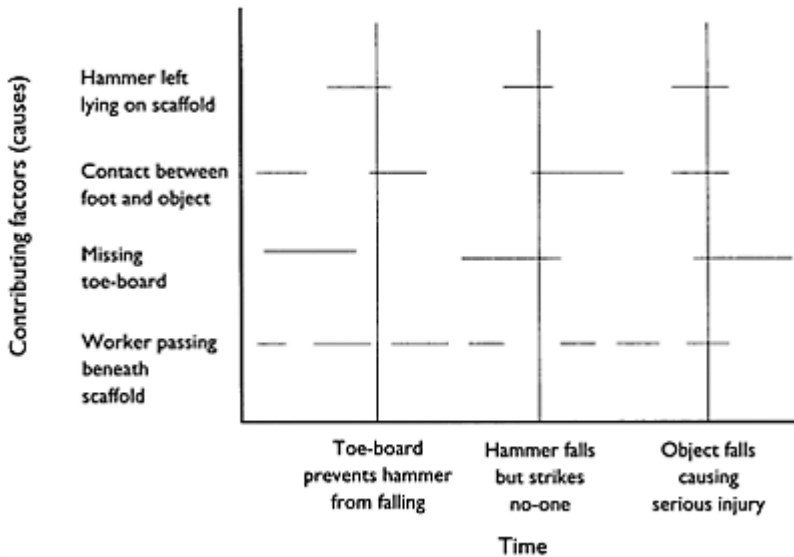 Contributing factors (causes)
Hammer left
lying on scaffold
Contact between
foot and object
Missing
toe-board
Worker passing
beneath
scaffold
Toe-board
prevents hammer
from falling
Hammer falls
but strikes
no-one
Object falls
causing
serious injury
Time